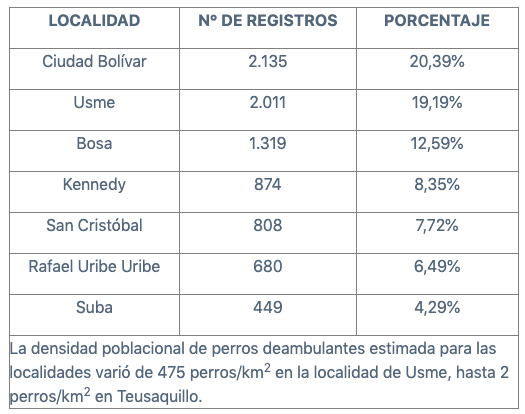 LOCALIDAD Nº DE REGISTROS PORCENTAJE
Ciudad Bolívar 2.135 20,39%
Usme 2.011 19,19%
Bosa 1.319 12,59%
Kennedy 874 8,35%
San Cristóbal 808 7,72%
Rafael Uribe Uribe 680 6,49%
Suba 449 4,29%
La densidad poblacional de perros deambulantes estimada para las
localidades varió de 475 perros/km² en la localidad de Usme, hasta 2
perros/km² en Teusaquillo.